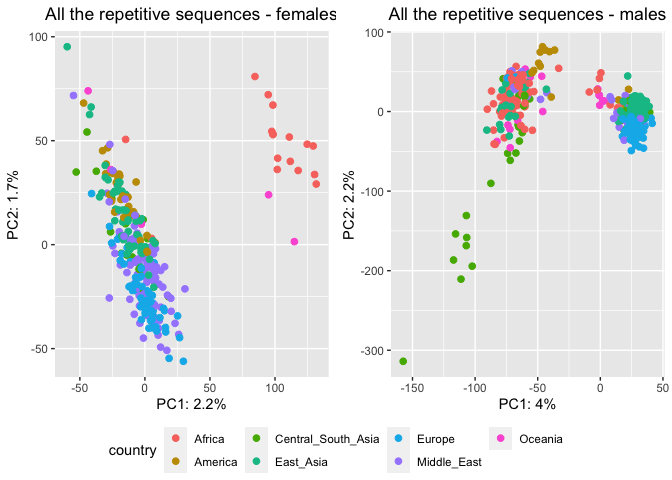 All the repetitive sequences - females
All the repetitive sequences - males
100
50
0
-50
PC2: 1.7%
-50
0
50
100
PC1: 2.2%
100
0
-100
-200
-300
PC2: 2.2%
-150
-100
-50
0
50
PC1: 4%
country
Africa
Central_South_Asia
Europe
Oceania
America
East_Asia
Middle_East